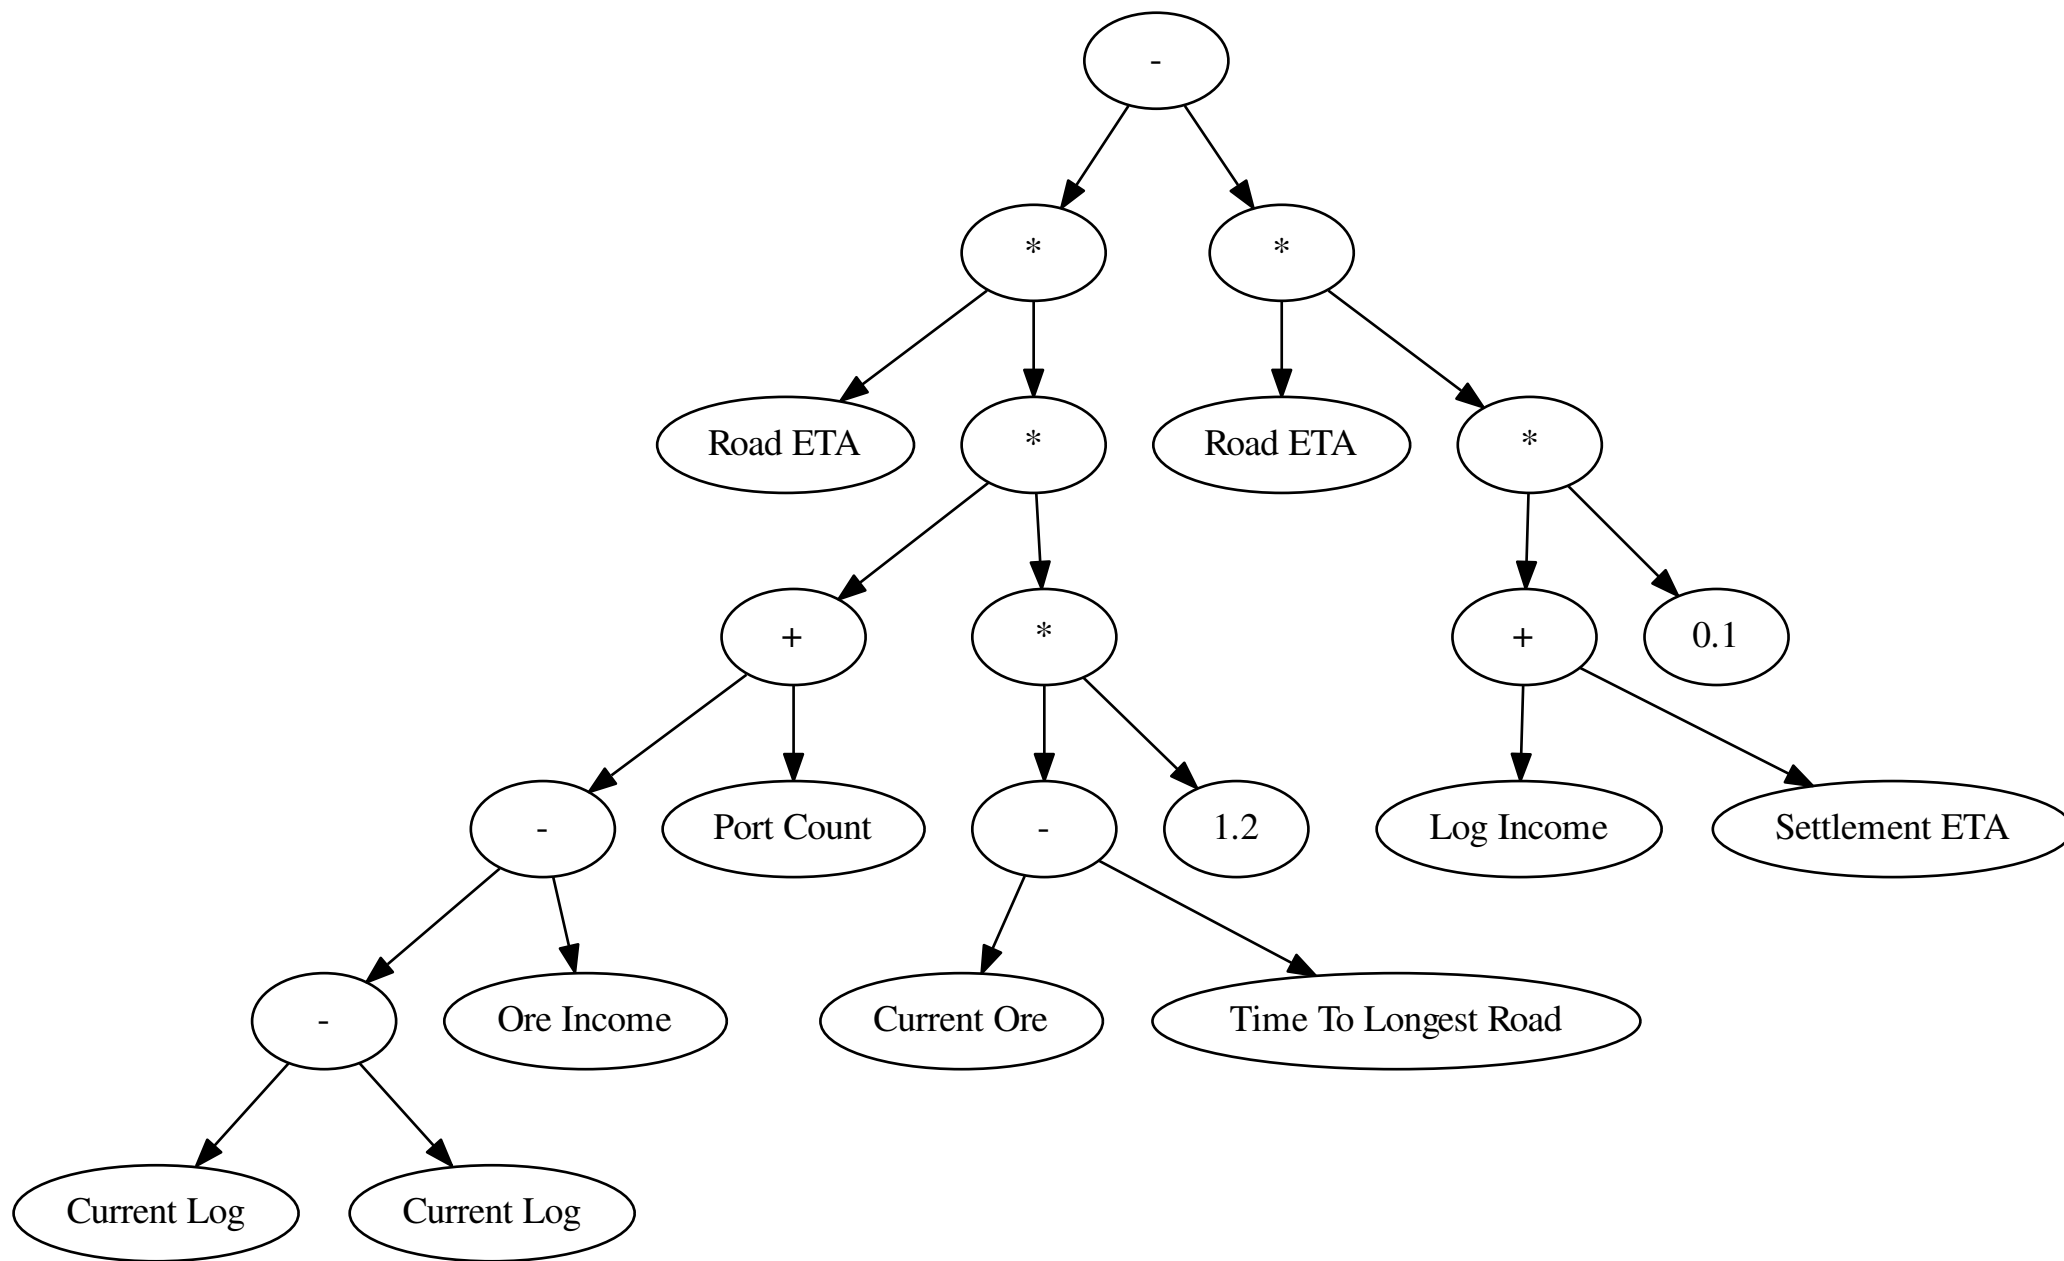 -
* *
Road ETA * Road ETA *
+ * + 0.1
- Port Count - 1.2 Log Income Settlement ETA
- Ore Income Current Ore Time To Longest Road
Current Log Current Log